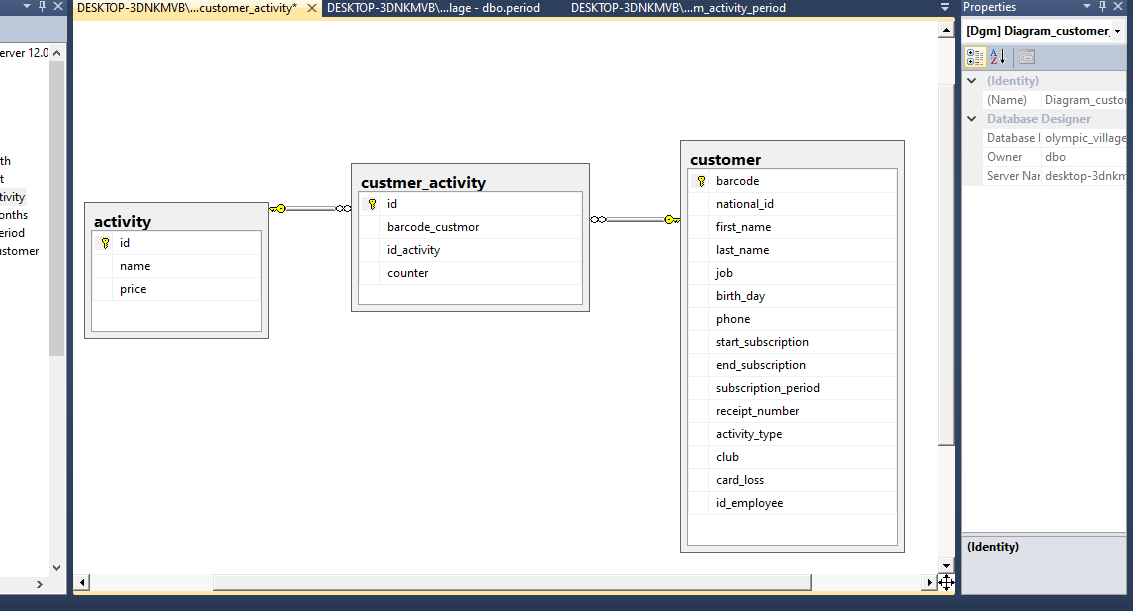 DESKTOP-3DNKMVB\...customer_activity* DESKTOP-3DNKMVB\...lage - dbo.period DESKTOP-3DNKMVB\...m_activity_period
erver 12.0
th
t
tivity
onths
eriod
ustomer
activity
id
name
price
custmer_activity
id
barcode_custmor
id_activity
counter
customer
barcode
national_id
first_name
last_name
job
birth_day
phone
start_subscription
end_subscription
subscription_period
receipt_number
activity_type
club
card_loss
id_employee
Properties
[Dgm] Diagram_customer_
(Identity)
(Name) Diagram_custo
Database Designer
Database olympic_village
Owner dbo
Server Nar desktop-3dnkm
(Identity)